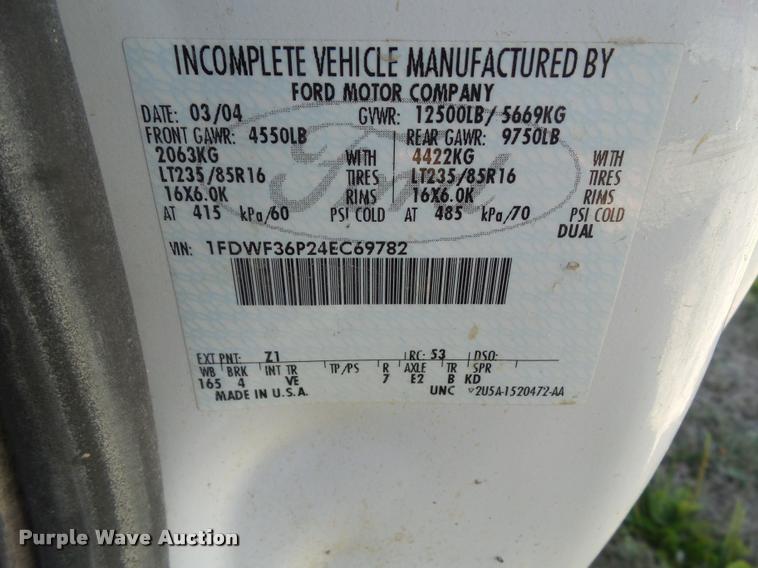 INCOMPLETE VEHICLE MANUFACTURED BY
FORD MOTOR COMPANY
DATE: 03/04 GVWR: 12500LB/ 5669KG
FRONT GAWR: 4550LB REAR GAWR: 9750LB
2063KG WITH 4422KG WITH
LT235/85R16 TIRES LT235/85R16 TIRES
16X6.0K RIMS 16X6.0K RIMS
AT 415 kPa/60 PSI COLD AT 485 kPa/70 PSI COLD
DUAL
Ford
VIN: 1FDWF36P24EC69782
EXT PNT: Z1 RC: 53 DSO:
WB BRK INT TR TP/PS R AXLE TR SPR
165 4 VE 7 E2 B KD
MADE IN U.S.A. UNC 2U5A-1520472-AA
Purple Wave Auction